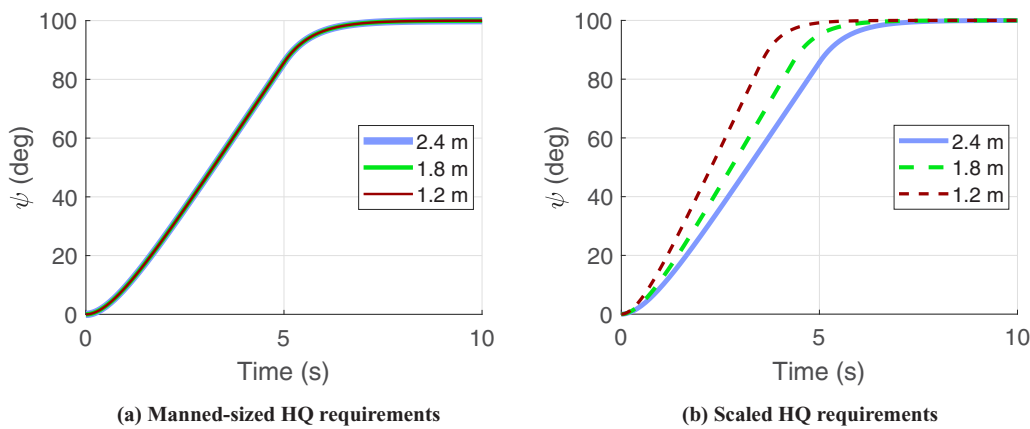 100
80
60
40
20
0
ψ (deg)
2.4 m
1.8 m
1.2 m
0
5
10
Time (s)
(a) Manned-sized HQ requirements
100
80
60
40
20
0
ψ (deg)
2.4 m
1.8 m
1.2 m
0
5
10
Time (s)
(b) Scaled HQ requirements